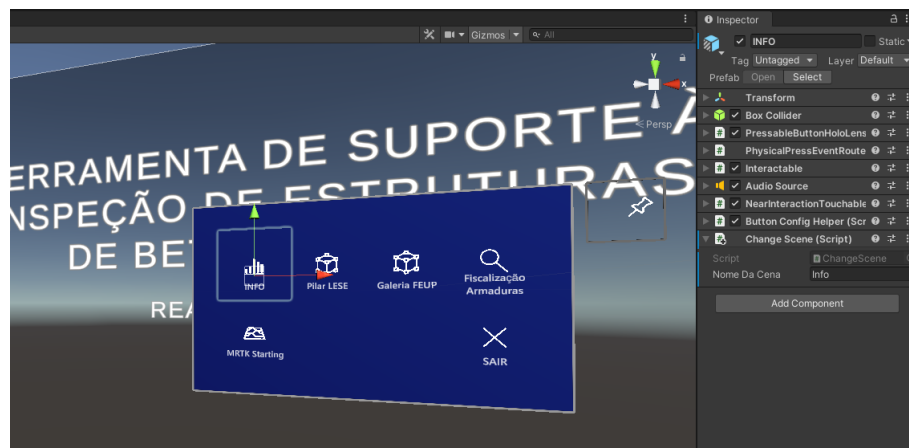 Gizmos
All
y
x
Persp
ERRAMENTA DE SUPORTE À
NSPEÇÃO DE ESTRUTURAS
DE BE
REA
INFO
Pilar LESE
Galeria FEUP
Fiscalização
Armaduras
MRTK Starting
SAIR
Inspector
INFO
Static
Tag Untagged Layer Default
Prefab Open Select
Transform
Box Collider
PressableButtonHoloLens
PhysicalPressEventRoute
Interactable
Audio Source
NearInteractionTouchable
Button Config Helper (Scr
Change Scene (Script)
Script ChangeScene
Nome Da Cena Info
Add Component